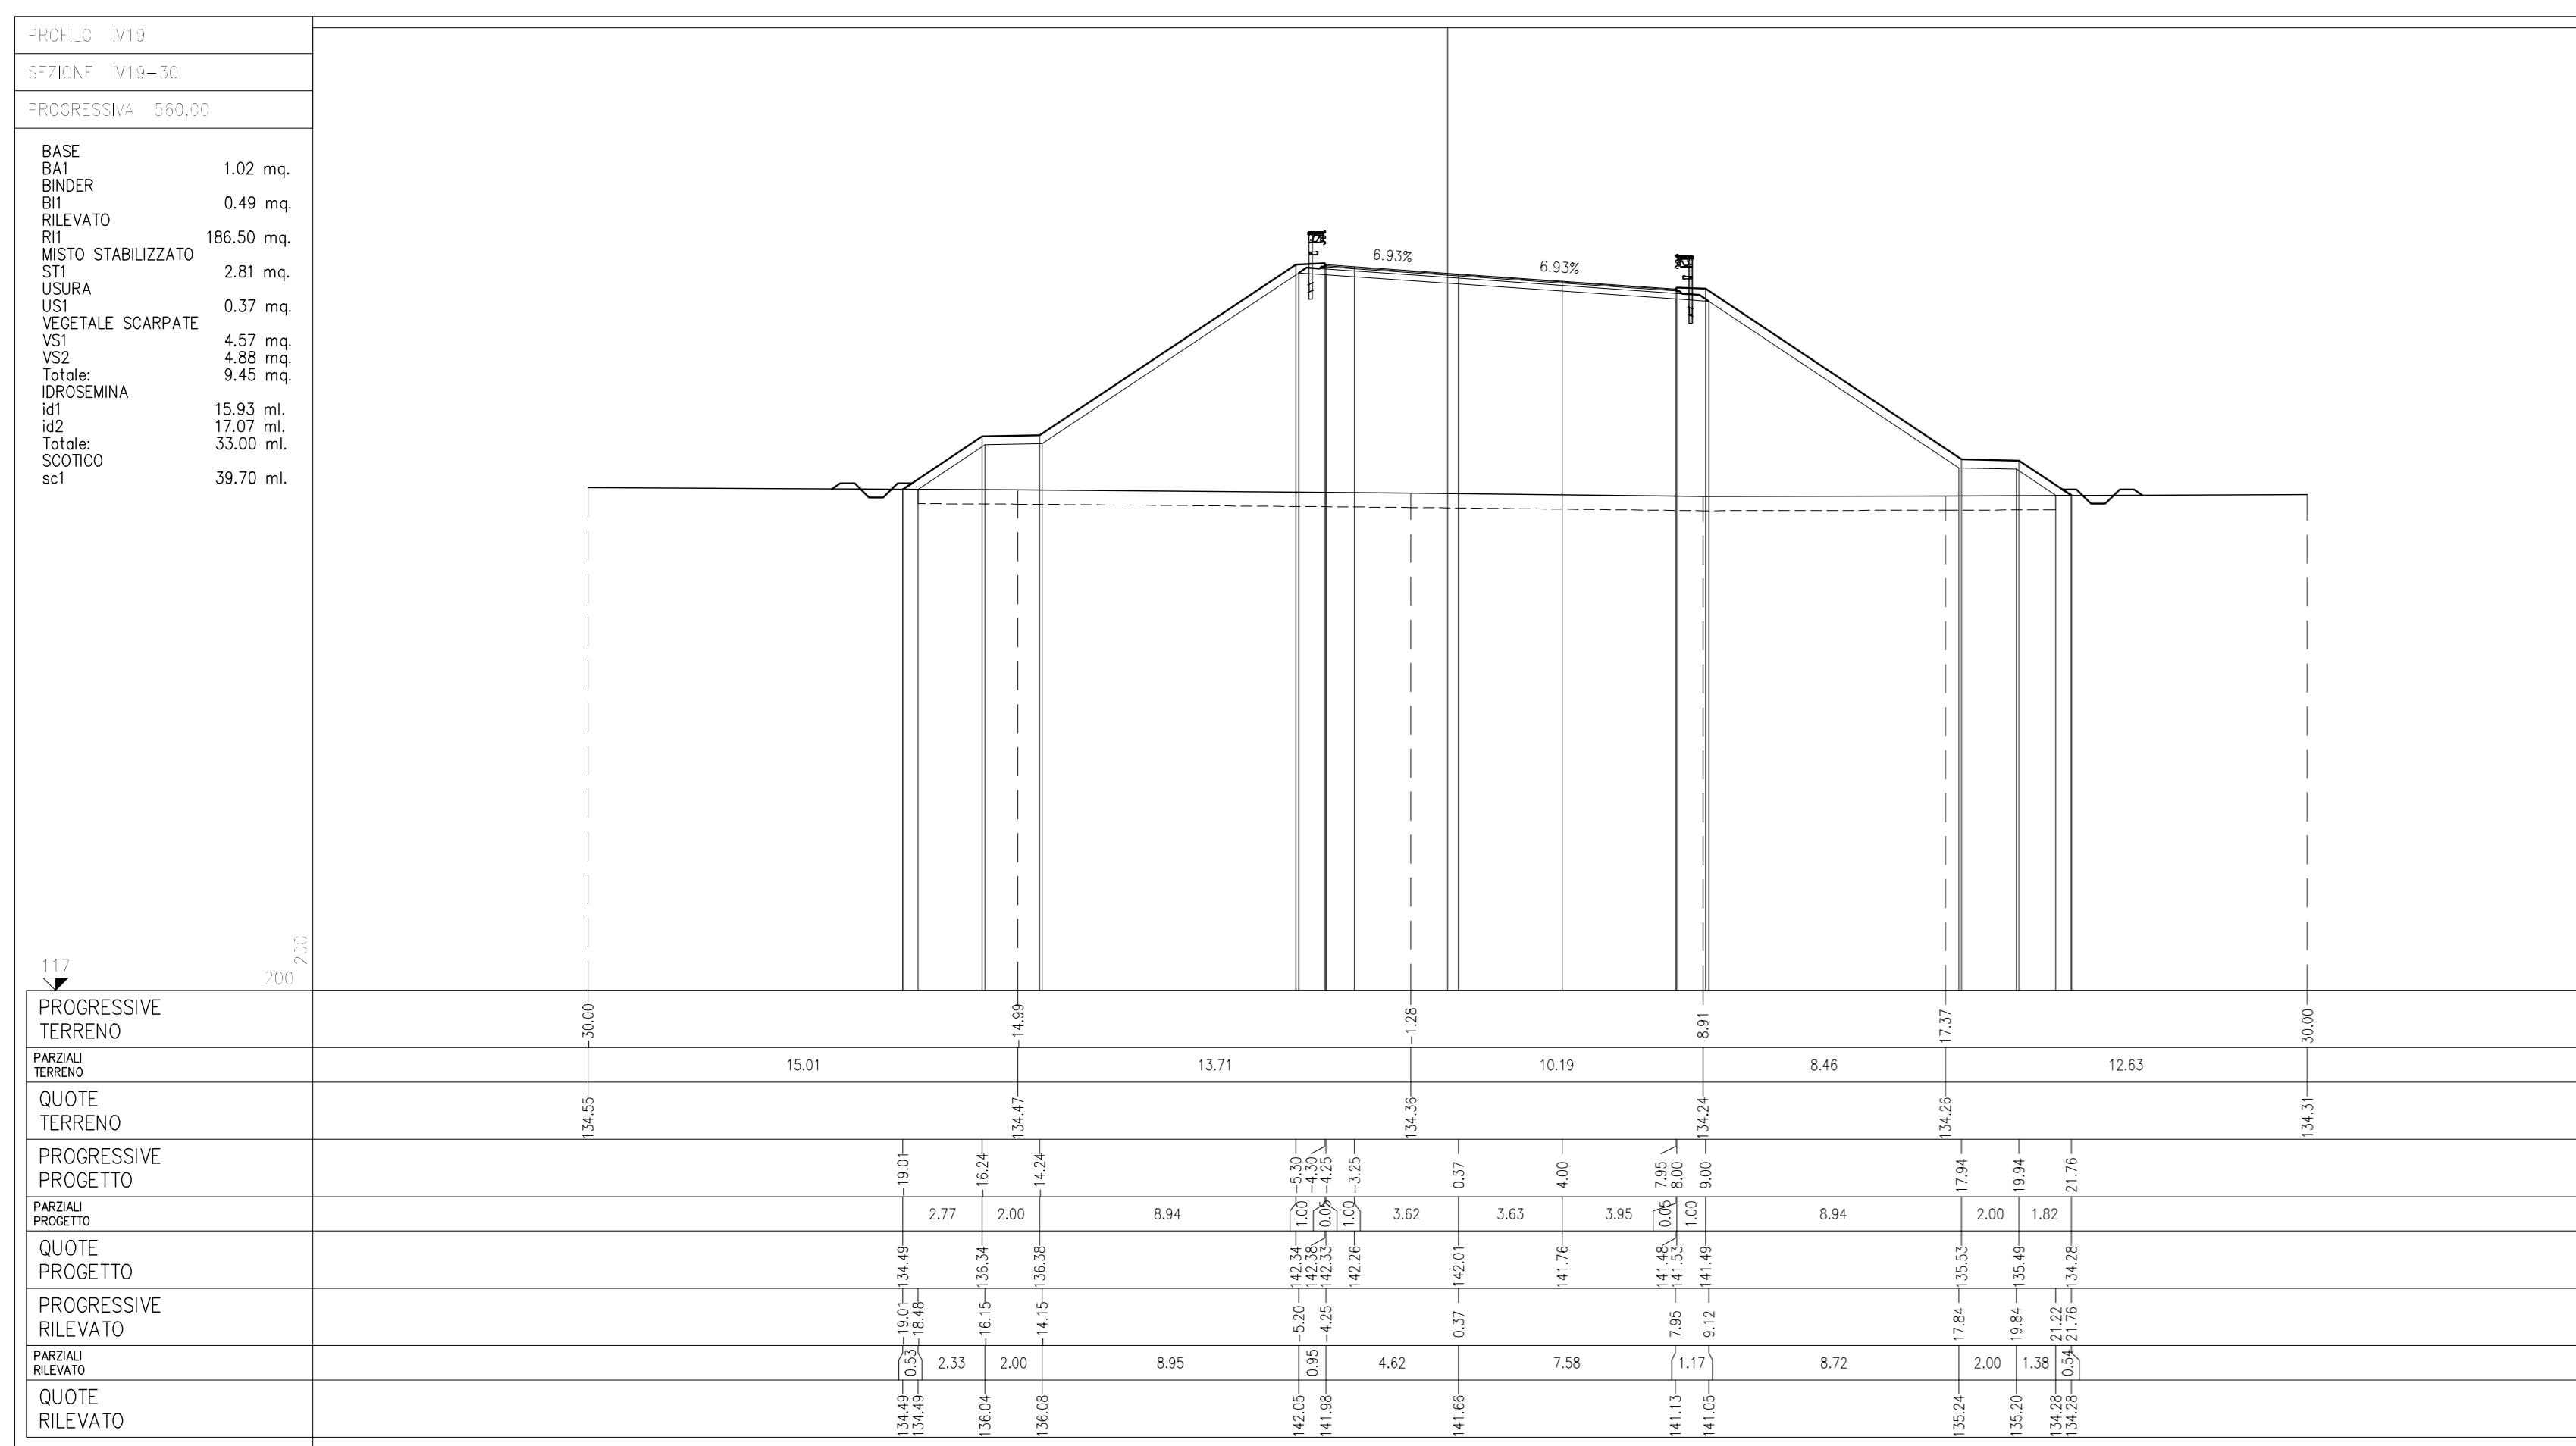 PROFILO IV19
SEZIONE IV19-30
PROGRESSIVA 560.00
BASE
BA1 1.02 mq.
BINDER
BI1 0.49 mq.
RILEVATO
RI1 186.50 mq.
MISTO STABILIZZATO
ST1 2.81 mq.
USURA
US1 0.37 mq.
VEGETALE SCARPATE
VS1 4.57 mq.
VS2 4.88 mq.
Totale: 9.45 mq.
IDROSEMINA
id1 15.93 ml.
id2 17.07 ml.
Totale: 33.00 ml.
SCOTICO
sc1 39.70 ml.
6.93% 6.93%
117 200 200
PROGRESSIVE TERRENO -30.00 -14.99 -1.28 8.91 17.37 30.00
PARZIALI TERRENO 15.01 13.71 10.19 8.46 12.63
QUOTE TERRENO 134.55 134.47 134.36 134.24 134.26 134.31
PROGRESSIVE PROGETTO -19.01 -16.24 -14.24 -5.30 -4.30 -4.25 -3.25 0.37 4.00 7.95 8.00 9.00 17.94 19.94 21.76
PARZIALI PROGETTO 2.77 2.00 8.94 1.00 0.05 1.00 3.62 3.63 3.95 0.05 1.00 8.94 2.00 1.82
QUOTE PROGETTO 134.49 136.34 136.38 142.34 142.38 142.33 142.26 142.01 141.76 141.48 141.53 141.49 135.53 135.49 134.28
PROGRESSIVE RILEVATO -19.01 -18.48 -16.15 -14.15 -5.20 -4.25 0.37 7.95 9.12 17.84 19.84 21.22 21.76
PARZIALI RILEVATO 0.53 2.33 2.00 8.95 0.95 4.62 7.58 1.17 8.72 2.00 1.38 0.54
QUOTE RILEVATO 134.49 134.49 136.04 136.08 142.05 141.98 141.66 141.13 141.05 135.24 135.20 134.28 134.28